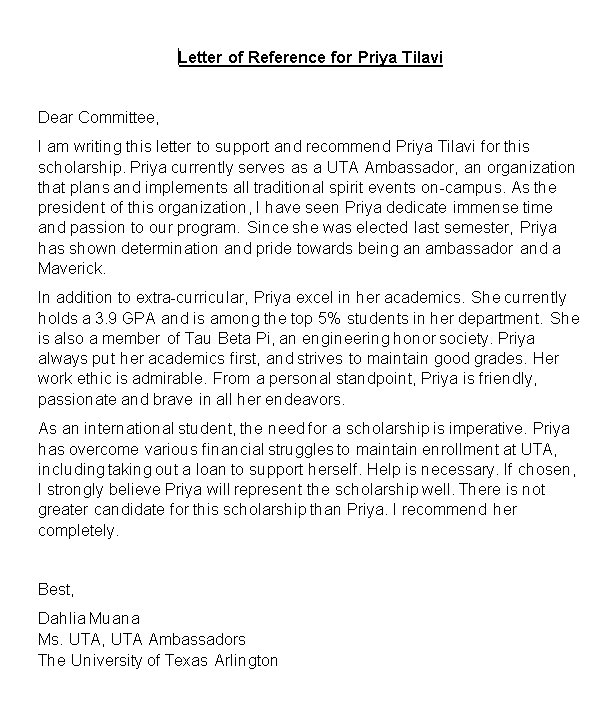 Letter of Reference for Priya Tilavi
Dear Committee,
I am writing this letter to support and recommend Priya Tilavi for this
scholarship. Priya currently serves as a UTA Ambassador, an organization
that plans and implements all traditional spirit events on-campus. As the
president of this organization, I have seen Priya dedicate immense time
and passion to our program. Since she was elected last semester, Priya
has shown determination and pride towards being an ambassador and a
Maverick.
In addition to extra-curricular, Priya excel in her academics. She currently
holds a 3.9 GPA and is among the top 5% students in her department. She
is also a member of Tau Beta Pi, an engineering honor society. Priya
always put her academics first, and strives to maintain good grades. Her
work ethic is admirable. From a personal standpoint, Priya is friendly,
passionate and brave in all her endeavors.
As an international student, the need for a scholarship is imperative. Priya
has overcome various financial struggles to maintain enrollment at UTA,
including taking out a loan to support herself. Help is necessary. If chosen,
I strongly believe Priya will represent the scholarship well. There is not
greater candidate for this scholarship than Priya. I recommend her
completely.
Best,
Dahlia Muana
Ms. UTA, UTA Ambassadors
The University of Texas Arlington